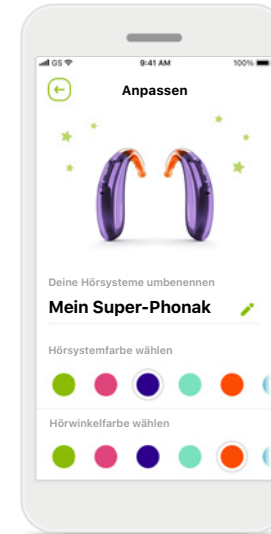 GS 9:41 AM 100%
Anpassen
Deine Hörsysteme umbenennen
Mein Super-Phonak
Hörsystemfarbe wählen
Hörwinkelfarbe wählen